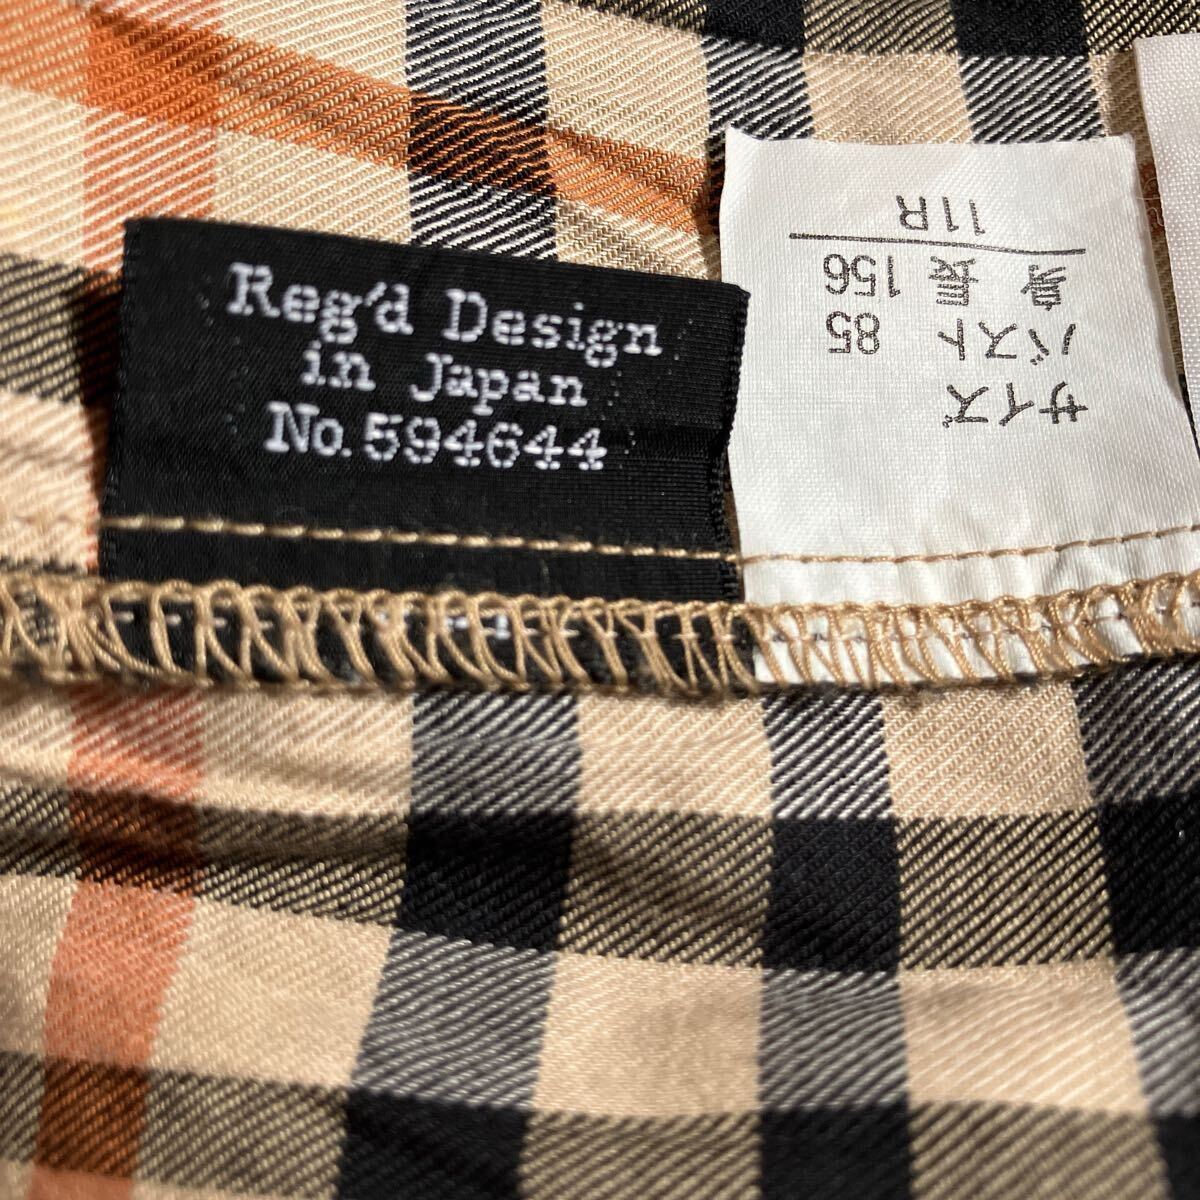 Reg'd Design
in Japan
No.594644
サイズ
バスト 85
身 長 156
11R